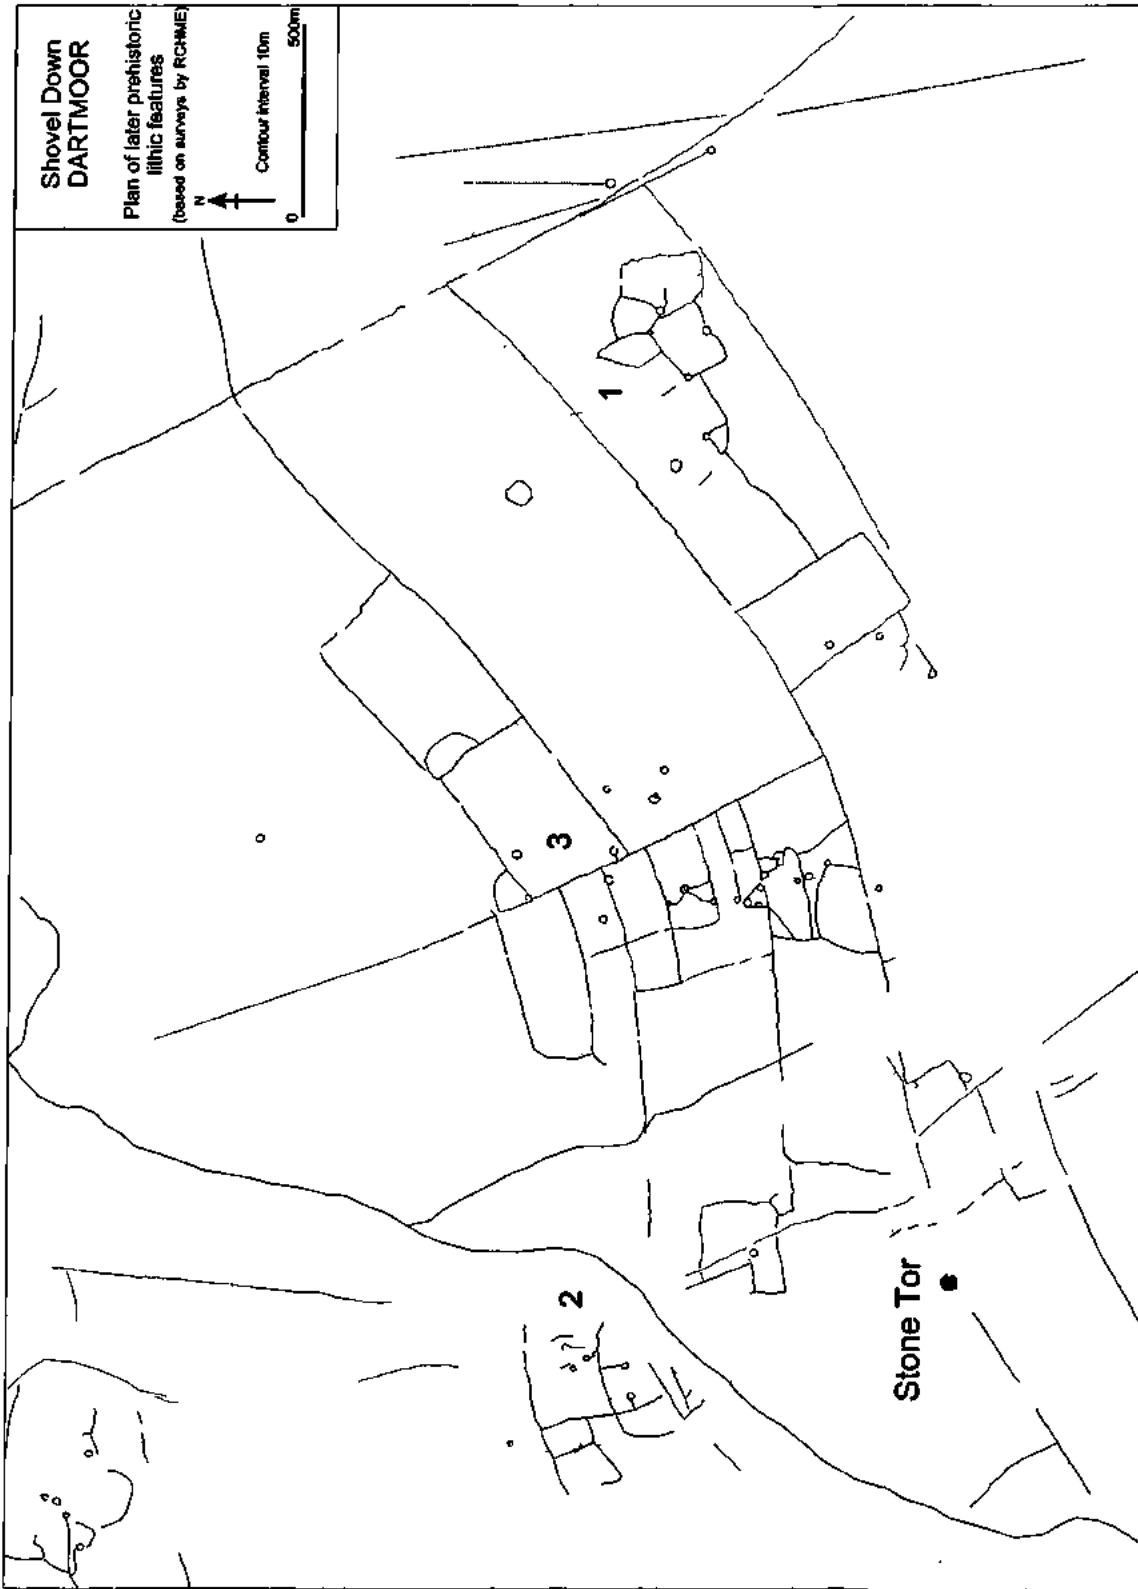 Shovel Down
DARTMOOR
Plan of later prehistoric
lithic features
(based on surveys by RCHME)
N
Contour interval 10m
0 500m
1
3
2
Stone Tor